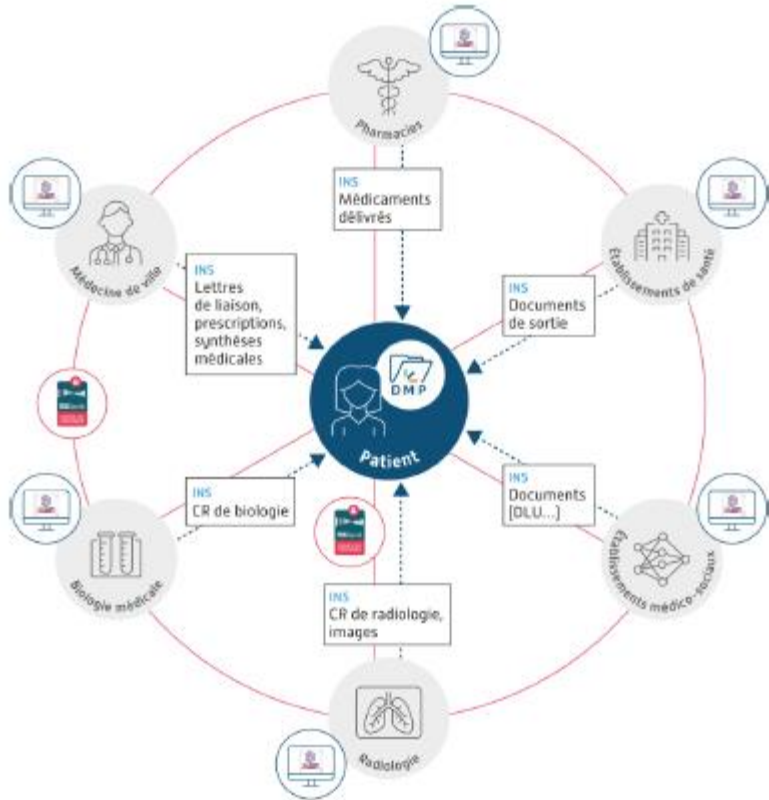 Pharmacies
INS
Médicaments
délivrés
Médecine de ville
INS
Lettres
de liaison,
prescriptions,
synthèses
médicales
Établissements de santé
INS
Documents
de sortie
DMP
Patient
INS
CR de biologie
Biologie médicale
INS
Documents
[DLU...]
Établissements médico-sociaux
INS
CR de radiologie,
images
Radiologie